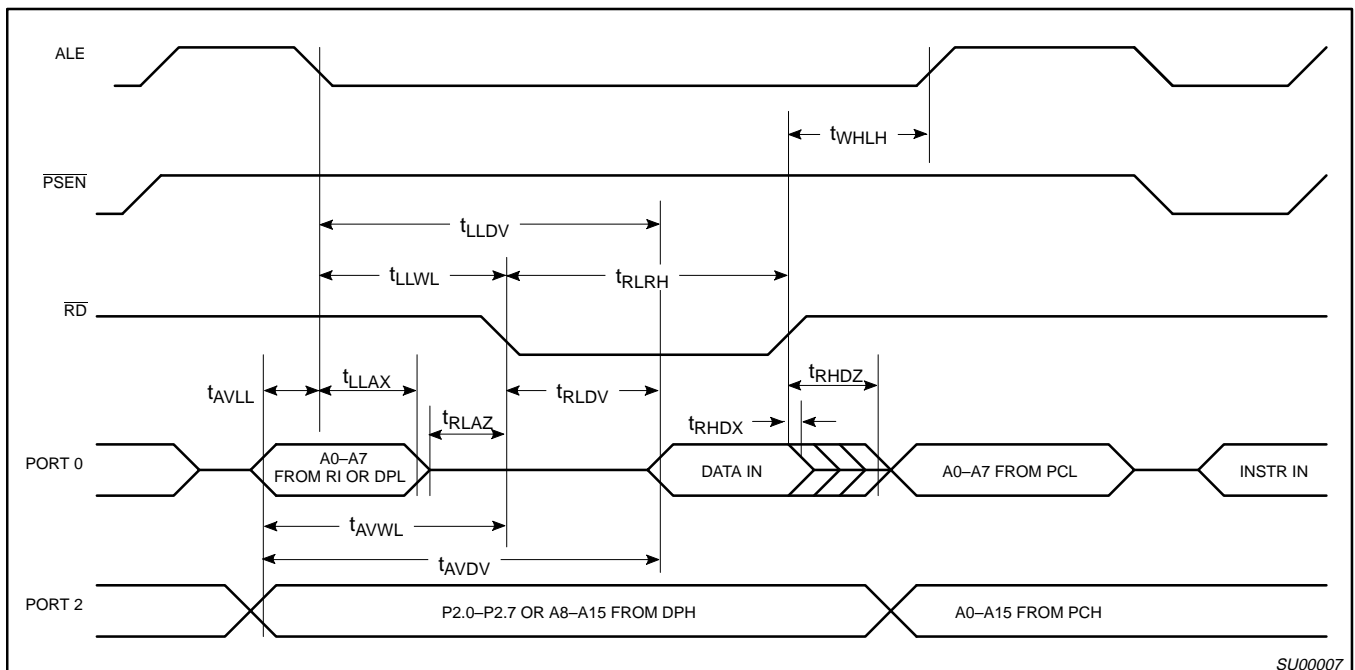 ALE
tWHLH
PSEN
tLLDV
tLLWL
tRLRH
RD
tAVLL
tLLAX
tRLAZ
tRLDV
tRHDZ
tRHDX
PORT 0
A0–A7
FROM RI OR DPL
DATA IN
A0–A7 FROM PCL
INSTR IN
tAVWL
tAVDV
PORT 2
P2.0–P2.7 OR A8–A15 FROM DPH
A0–A15 FROM PCH
SU00007